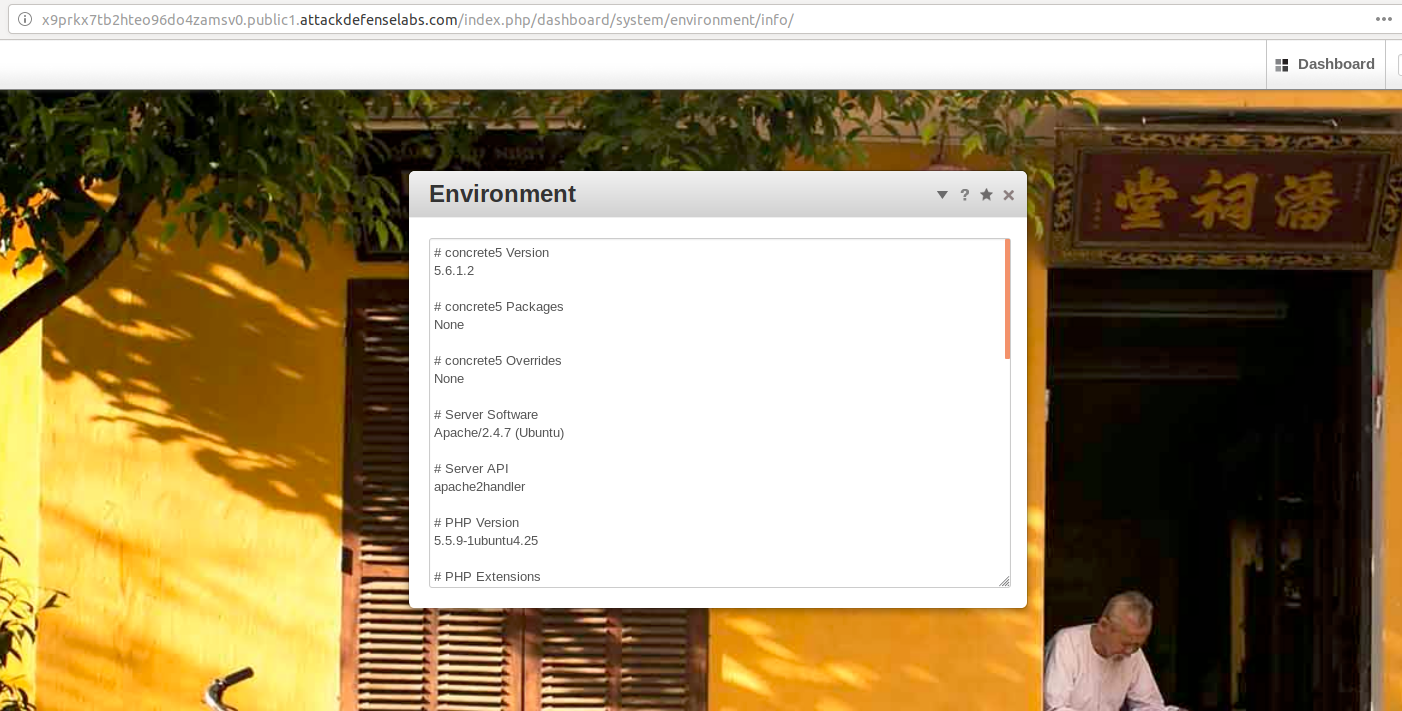 x9prkx7tb2hteo96do4zamsv0.public1.attackdefenselabs.com/index.php/dashboard/system/environment/info/
Dashboard
Environment
# concrete5 Version
5.6.1.2
# concrete5 Packages
None
# concrete5 Overrides
None
# Server Software
Apache/2.4.7 (Ubuntu)
# Server API
apache2handler
# PHP Version
5.5.9-1ubuntu4.25
# PHP Extensions
堂祠潘